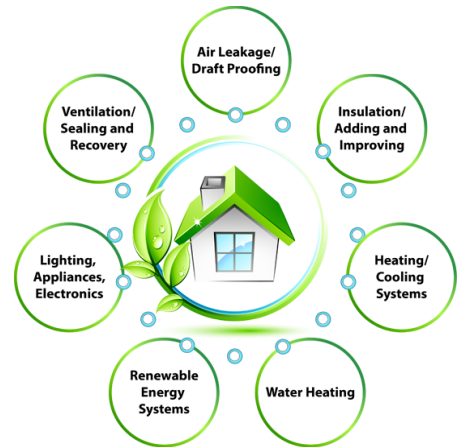 Air Leakage/
Draft Proofing
Insulation/
Adding and
Improving
Heating/
Cooling
Systems
Water Heating
Renewable
Energy
Systems
Lighting,
Appliances,
Electronics
Ventilation/
Sealing and
Recovery